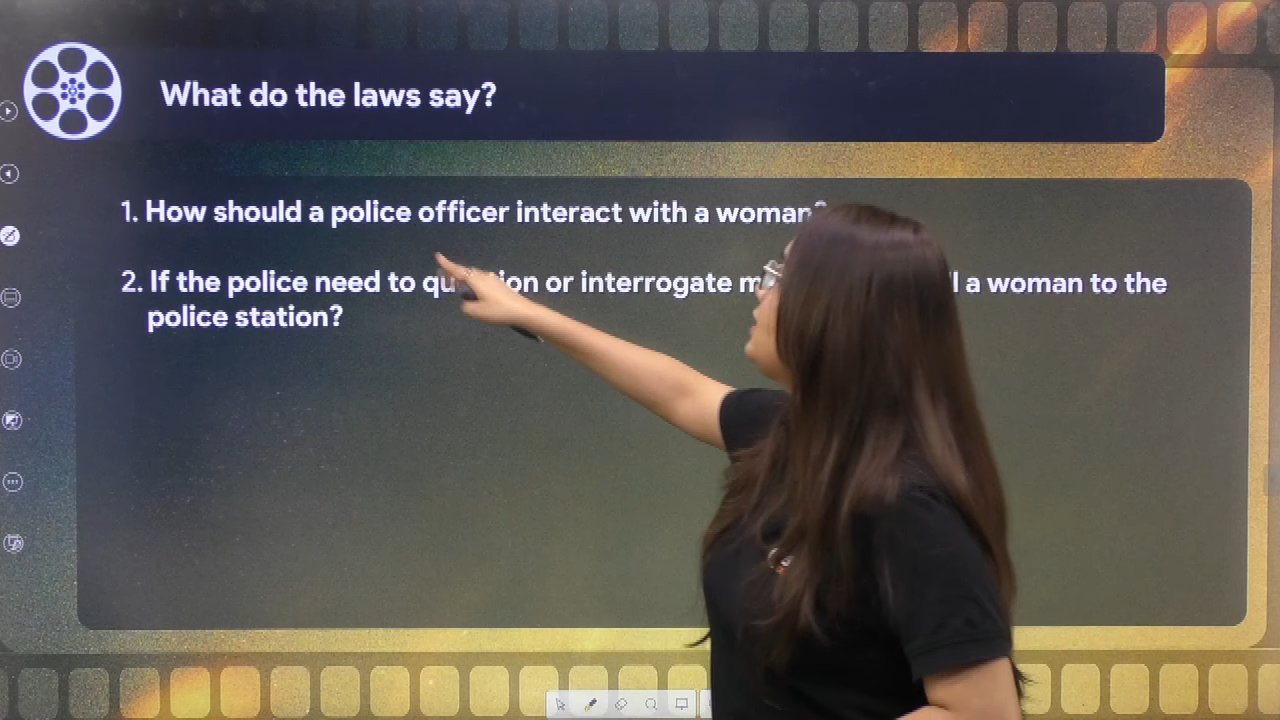 What do the laws say?
1. How should a police officer interact with a woman?
2. If the police need to question or interrogate a woman to the
police station?